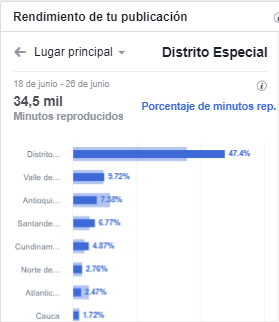 Rendimiento de tu publicación
Lugar principal
Distrito Especial
18 de junio - 26 de junio
34,5 mil
Minutos reproducidos
Porcentaje de minutos rep.
Distrito... 47.4%
Valle de... 9.72%
Antioqui... 7.38%
Santande... 6.77%
Cundinam... 4.87%
Norte de... 2.76%
Atlantic... 2.47%
Cauca 1.72%